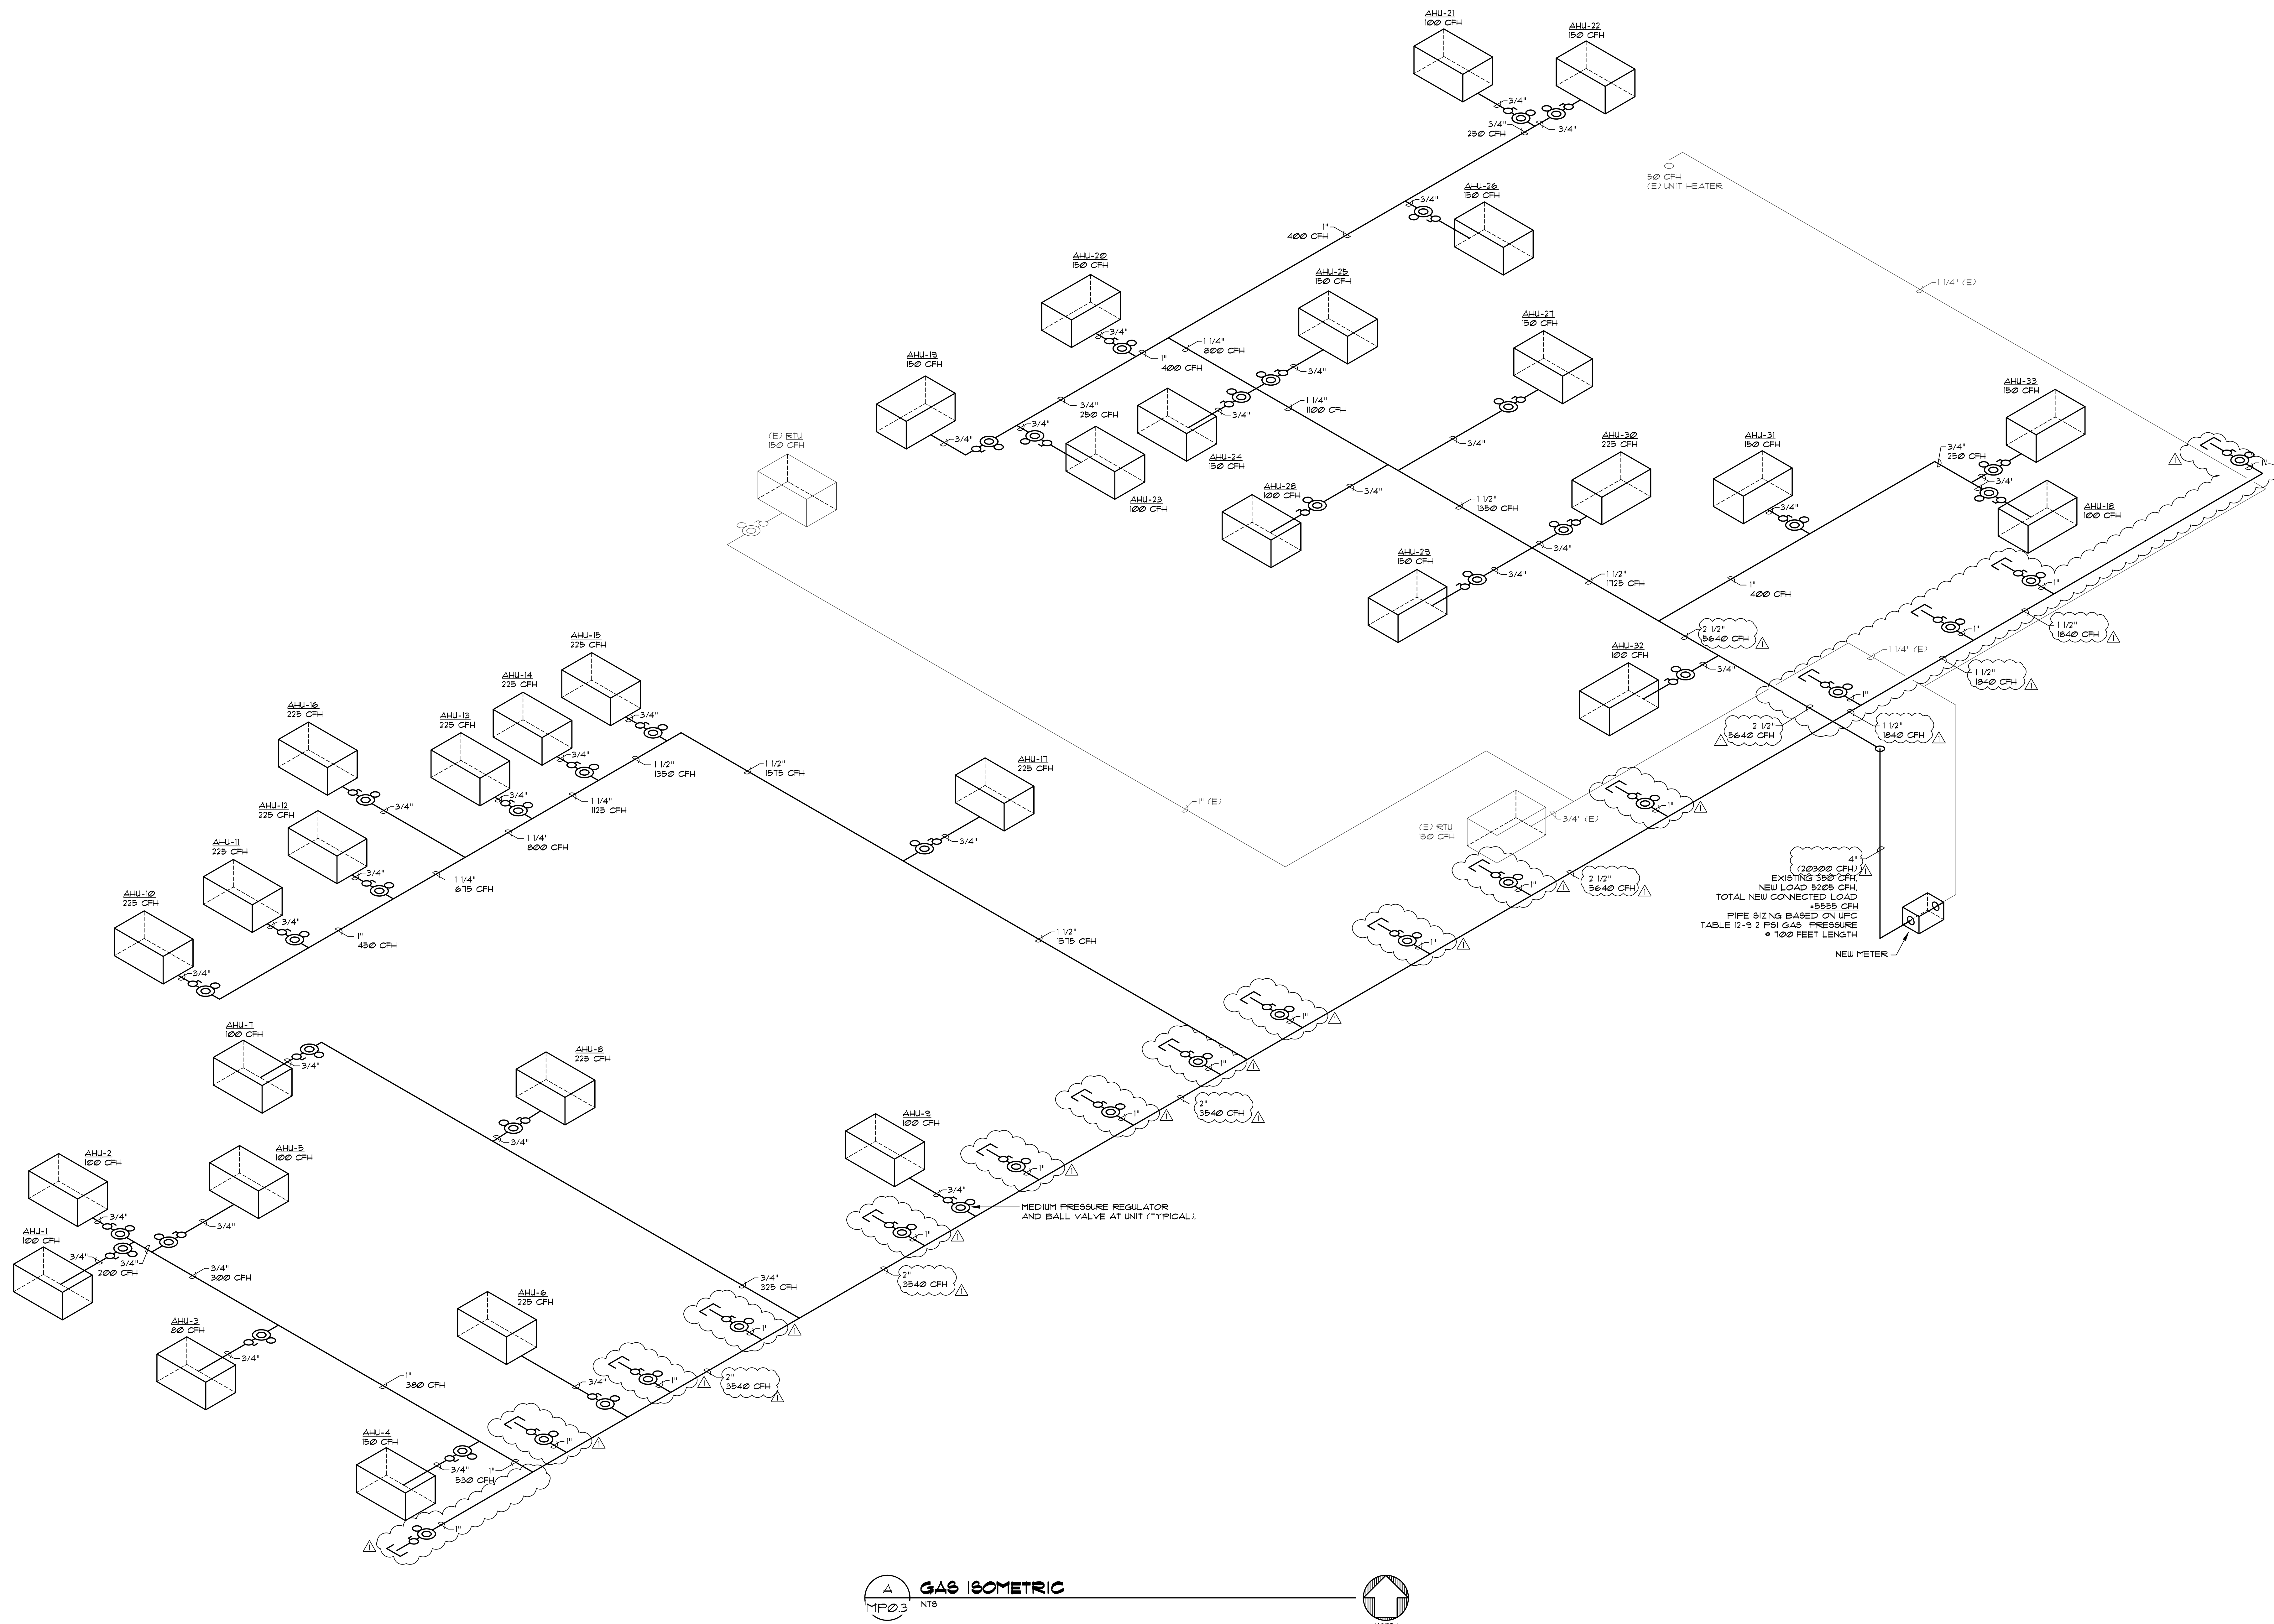 AHU-21
100 CFH
AHU-22
150 CFH
3/4"
3/4"
250 CFH
3/4"
50 CFH
(E) UNIT HEATER
AHU-26
150 CFH
3/4"
1"
400 CFH
AHU-20
150 CFH
3/4"
AHU-25
150 CFH
1 1/4" (E)
AHU-27
150 CFH
1 1/4"
800 CFH
1"
400 CFH
AHU-19
150 CFH
3/4"
3/4"
250 CFH
3/4"
3/4"
3/4"
1 1/4"
1100 CFH
AHU-33
150 CFH
(E) RTU
150 CFH
3/4"
AHU-24
150 CFH
AHU-30
225 CFH
AHU-31
150 CFH
3/4"
250 CFH
3/4"
1"
AHU-23
100 CFH
AHU-28
100 CFH
3/4"
1 1/2"
1350 CFH
3/4"
AHU-18
100 CFH
AHU-29
150 CFH
3/4"
3/4"
1 1/2"
1725 CFH
1"
400 CFH
1"
1"
1 1/2"
1840 CFH
2 1/2"
5640 CFH
AHU-32
100 CFH
3/4"
1 1/4" (E)
1 1/2"
1840 CFH
1"
2 1/2"
5640 CFH
1 1/2"
1840 CFH
AHU-15
225 CFH
3/4"
AHU-14
225 CFH
3/4"
AHU-13
225 CFH
3/4"
AHU-16
225 CFH
3/4"
1 1/2"
1350 CFH
1 1/2"
1575 CFH
1 1/4"
1125 CFH
1 1/4"
800 CFH
AHU-17
225 CFH
3/4"
1" (E)
1"
3/4" (E)
(E) RTU
150 CFH
AHU-12
225 CFH
3/4"
1 1/4"
675 CFH
AHU-11
225 CFH
3/4"
1"
450 CFH
AHU-10
225 CFH
3/4"
1"
2 1/2"
5640 CFH
4"
(20300 CFH)
EXISTING 350 CFH,
NEW LOAD 5205 CFH,
TOTAL NEW CONNECTED LOAD
=5555 CFH
PIPE SIZING BASED ON UPC
TABLE 12-9 2 PSI GAS PRESSURE
@ 700 FEET LENGTH
NEW METER
1 1/2"
1575 CFH
1"
1"
1"
AHU-7
100 CFH
3/4"
AHU-8
225 CFH
3/4"
2"
3540 CFH
AHU-9
100 CFH
3/4"
1"
1"
AHU-2
100 CFH
3/4"
AHU-5
100 CFH
3/4"
MEDIUM PRESSURE REGULATOR
AND BALL VALVE AT UNIT (TYPICAL).
AHU-1
100 CFH
3/4"
3/4"
200 CFH
3/4"
300 CFH
1"
2"
3540 CFH
3/4"
325 CFH
AHU-6
225 CFH
3/4"
AHU-3
80 CFH
3/4"
1"
1"
2"
3540 CFH
1"
380 CFH
AHU-4
150 CFH
3/4"
1"
530 CFH
1"
1"
A
MP0.3
GAS ISOMETRIC
NTS